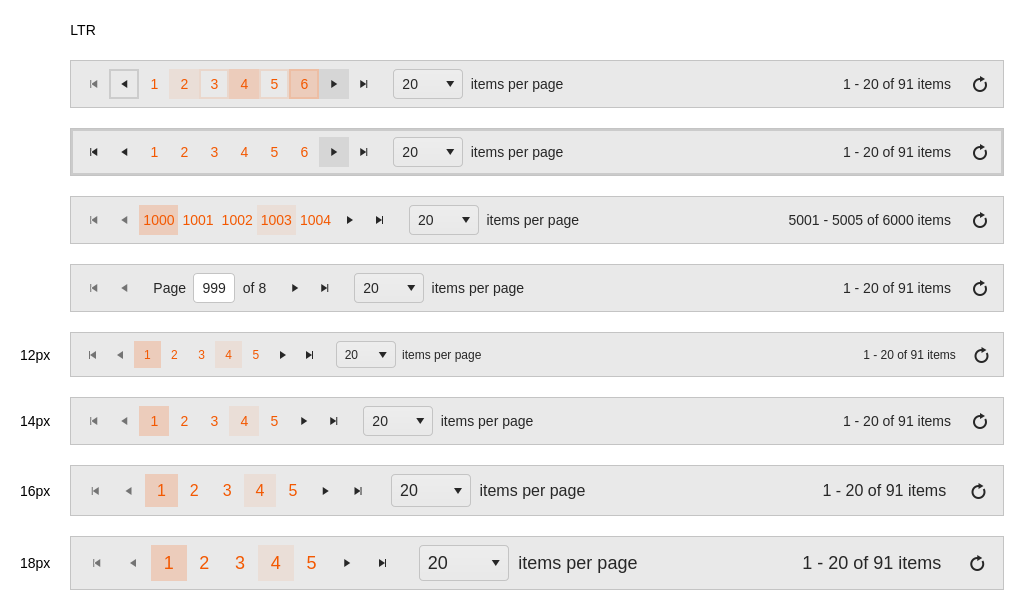 LTR
1 2 3 4 5 6 20 items per page 1 - 20 of 91 items
1 2 3 4 5 6 20 items per page 1 - 20 of 91 items
1000 1001 1002 1003 1004 20 items per page 5001 - 5005 of 6000 items
Page 999 of 8 20 items per page 1 - 20 of 91 items
12px 1 2 3 4 5 20 items per page 1 - 20 of 91 items
14px 1 2 3 4 5 20 items per page 1 - 20 of 91 items
16px 1 2 3 4 5 20 items per page 1 - 20 of 91 items
18px 1 2 3 4 5 20 items per page 1 - 20 of 91 items